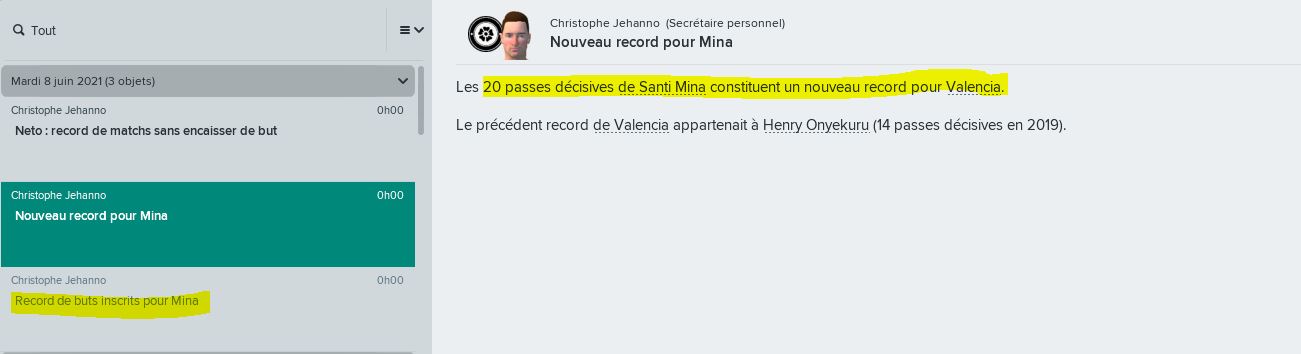 Tout
Mardi 8 juin 2021 (3 objets)
Christophe Jehanno 0h00
Neto : record de matchs sans encaisser de but
Christophe Jehanno 0h00
Nouveau record pour Mina
Christophe Jehanno 0h00
Record de buts inscrits pour Mina
Christophe Jehanno (Secrétaire personnel)
Nouveau record pour Mina
Les 20 passes décisives de Santi Mina constituent un nouveau record pour Valencia.
Le précédent record de Valencia appartenait à Henry Onyekuru (14 passes décisives en 2019).